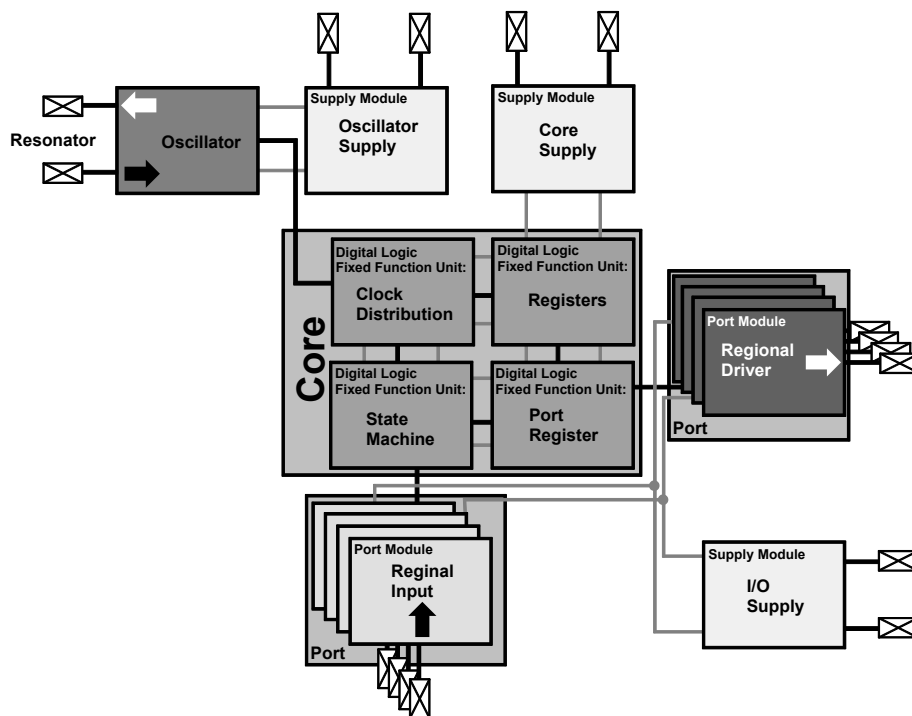 Resonator
Oscillator
Supply Module
Oscillator
Supply
Supply Module
Core
Supply
Core
Digital Logic
Fixed Function Unit:
Clock
Distribution
Digital Logic
Fixed Function Unit:
Registers
Digital Logic
Fixed Function Unit:
State
Machine
Digital Logic
Fixed Function Unit:
Port
Register
Port Module
Regional
Driver
Port
Port Module
Reginal
Input
Port
Supply Module
I/O
Supply